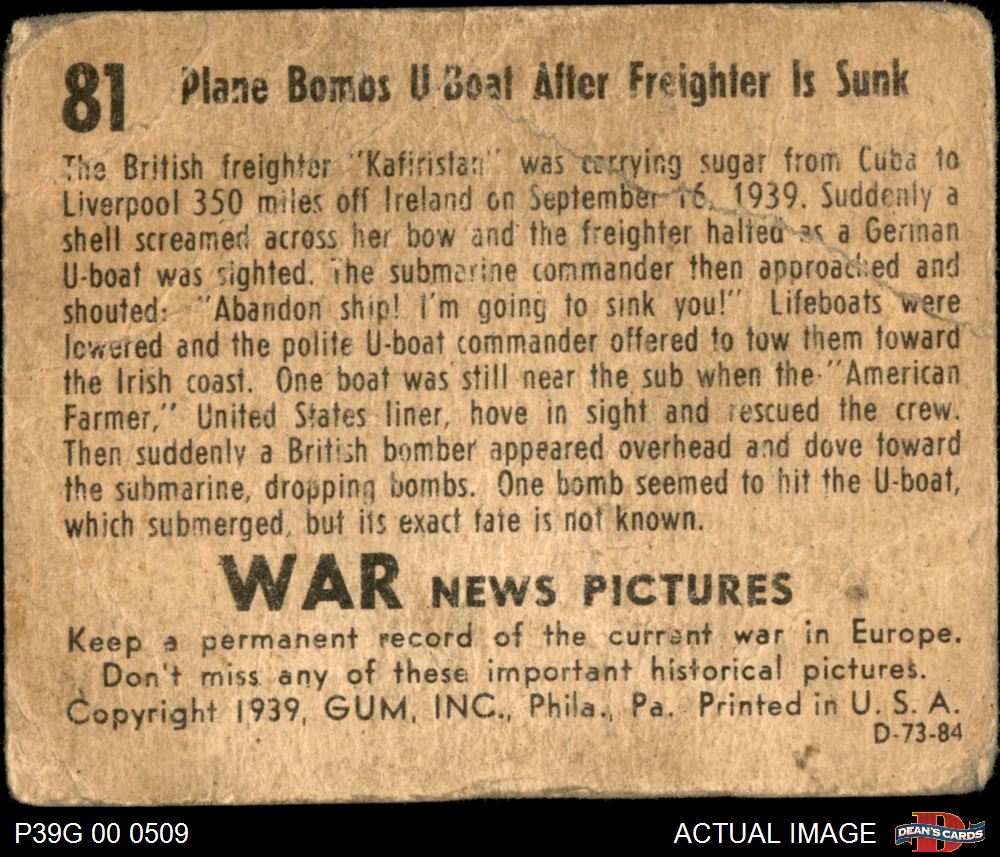 81 Plane Bombs U-Boat After Freighter Is Sunk
The British freighter "Kafiristan" was carrying sugar from Cuba to
Liverpool 350 miles off Ireland on September 16, 1939. Suddenly a
shell screamed across her bow and the freighter halted as a German
U-boat was sighted. The submarine commander then approached and
shouted: "Abandon ship! I'm going to sink you!" Lifeboats were
lowered and the polite U-boat commander offered to tow them toward
the Irish coast. One boat was still near the sub when the "American
Farmer," United States liner, hove in sight and rescued the crew.
Then suddenly a British bomber appeared overhead and dove toward
the submarine, dropping bombs. One bomb seemed to hit the U-boat,
which submerged, but its exact fate is not known.
WAR NEWS PICTURES
Keep a permanent record of the current war in Europe.
Don't miss any of these important historical pictures.
Copyright 1939, GUM, INC., Phila., Pa. Printed in U. S. A.
D-73-84
P39G 00 0509 ACTUAL IMAGE DEAN'S CARDS